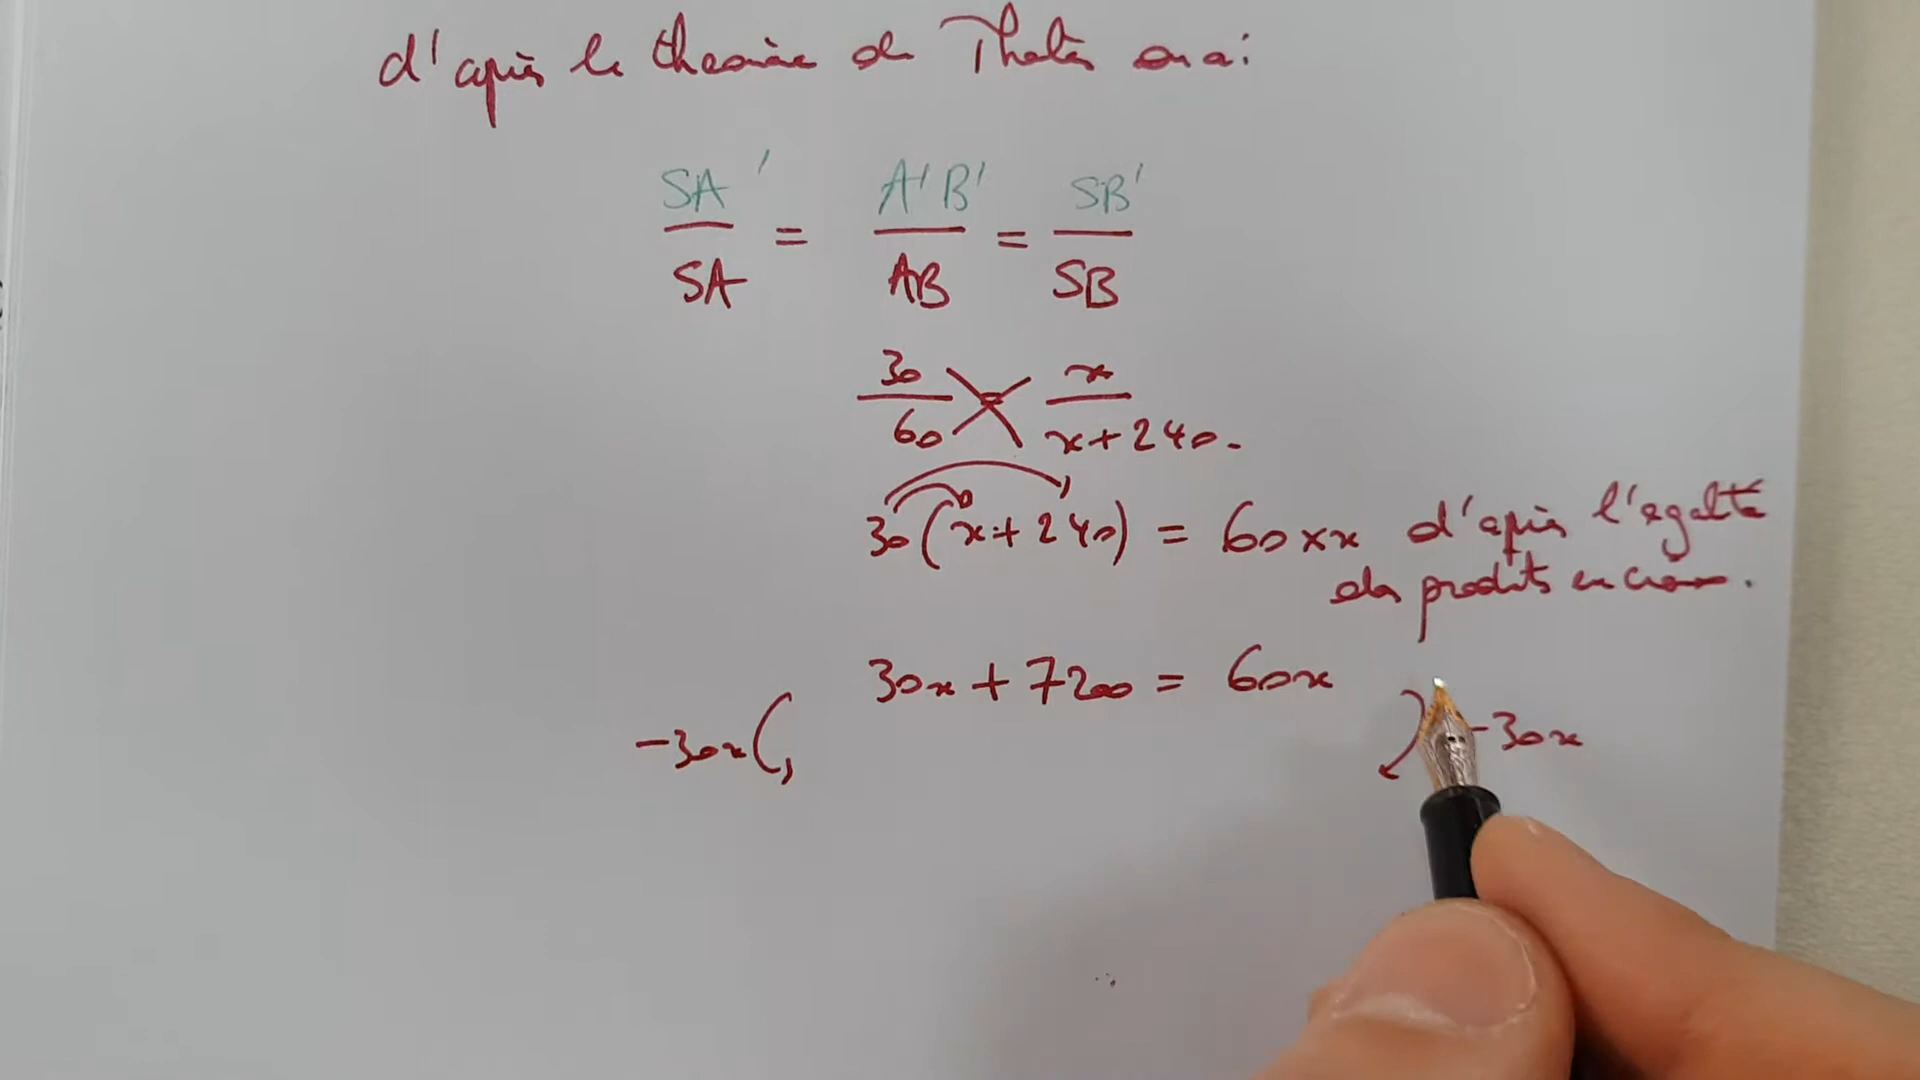 d'après le théorème de Thalès on a :
SA' / SA = A'B' / AB = SB' / SB
30 / 60 = x / x + 240.
30 (x + 240) = 60 × x d'après l'égalité
des produits en croix.
30x + 7200 = 60x
-30x -30x